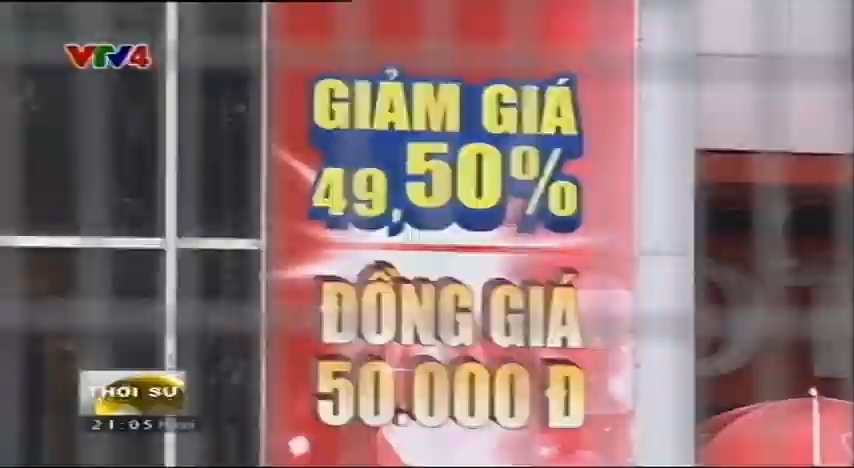 VTV4
GIẢM GIÁ
49,50%
ĐỒNG GIÁ
50.000 Đ
THỜI SỰ
21:05